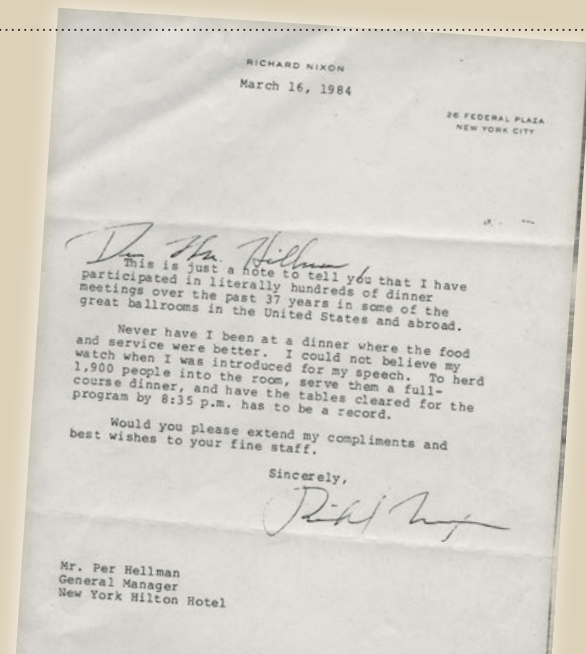 RICHARD NIXON
March 16, 1984
26 FEDERAL PLAZA
NEW YORK CITY
Dear Mr. Hellman,
This is just a note to tell you that I have
participated in literally hundreds of dinner
meetings over the past 37 years in some of the
great ballrooms in the United States and abroad.
Never have I been at a dinner where the food
and service were better. I could not believe my
watch when I was introduced for my speech. To herd
1,900 people into the room, serve them a full-
course dinner, and have the tables cleared for the
program by 8:35 p.m. has to be a record.
Would you please extend my compliments and
best wishes to your fine staff.
Sincerely,
Mr. Per Hellman
General Manager
New York Hilton Hotel